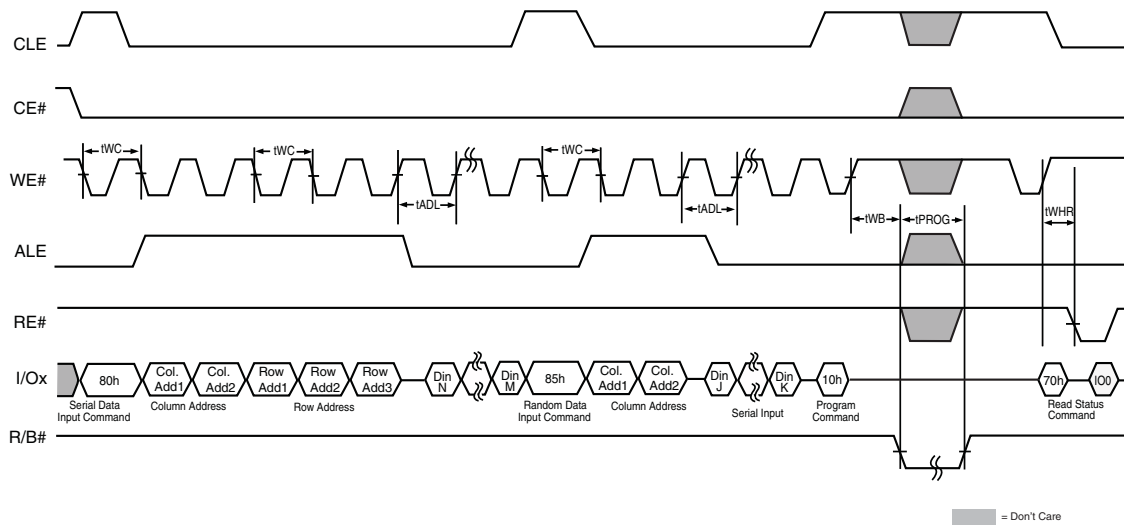 CLE
CE#
tWC
tWC
tWC
WE#
tADL
tADL
tWB
tPROG
tWHR
ALE
RE#
I/Ox
80h
Col. Add1
Col. Add2
Row Add1
Row Add2
Row Add3
Din N
Din M
85h
Col. Add1
Col. Add2
Din J
Din K
10h
70h
IO0
Serial Data
Input Command
Column Address
Row Address
Random Data
Input Command
Column Address
Serial Input
Program
Command
Read Status
Command
R/B#
= Don't Care